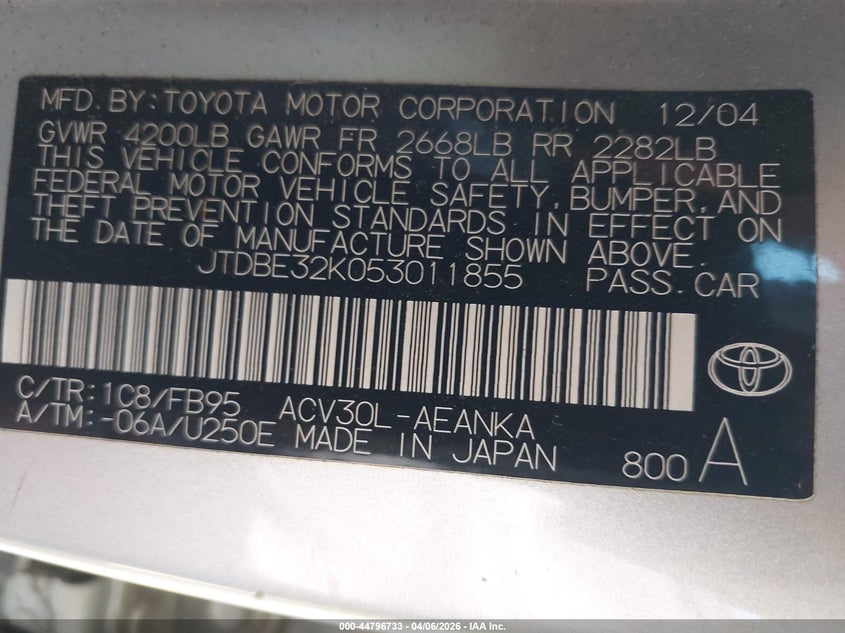 MFD. BY: TOYOTA MOTOR CORPORATION 12/04
GVWR 4200LB GAWR FR 2668LB RR 2282LB
THIS VEHICLE CONFORMS TO ALL APPLICABLE
FEDERAL MOTOR VEHICLE SAFETY, BUMPER, AND
THEFT PREVENTION STANDARDS IN EFFECT ON
THE DATE OF MANUFACTURE SHOWN ABOVE.
JTDBE32K053011855 PASS. CAR
C/TR: 1C8/FB95 ACV30L-AEANKA
A/TM: -06A/U250E MADE IN JAPAN 800 A
000-44796733 - 04/06/2026 - IAA Inc.